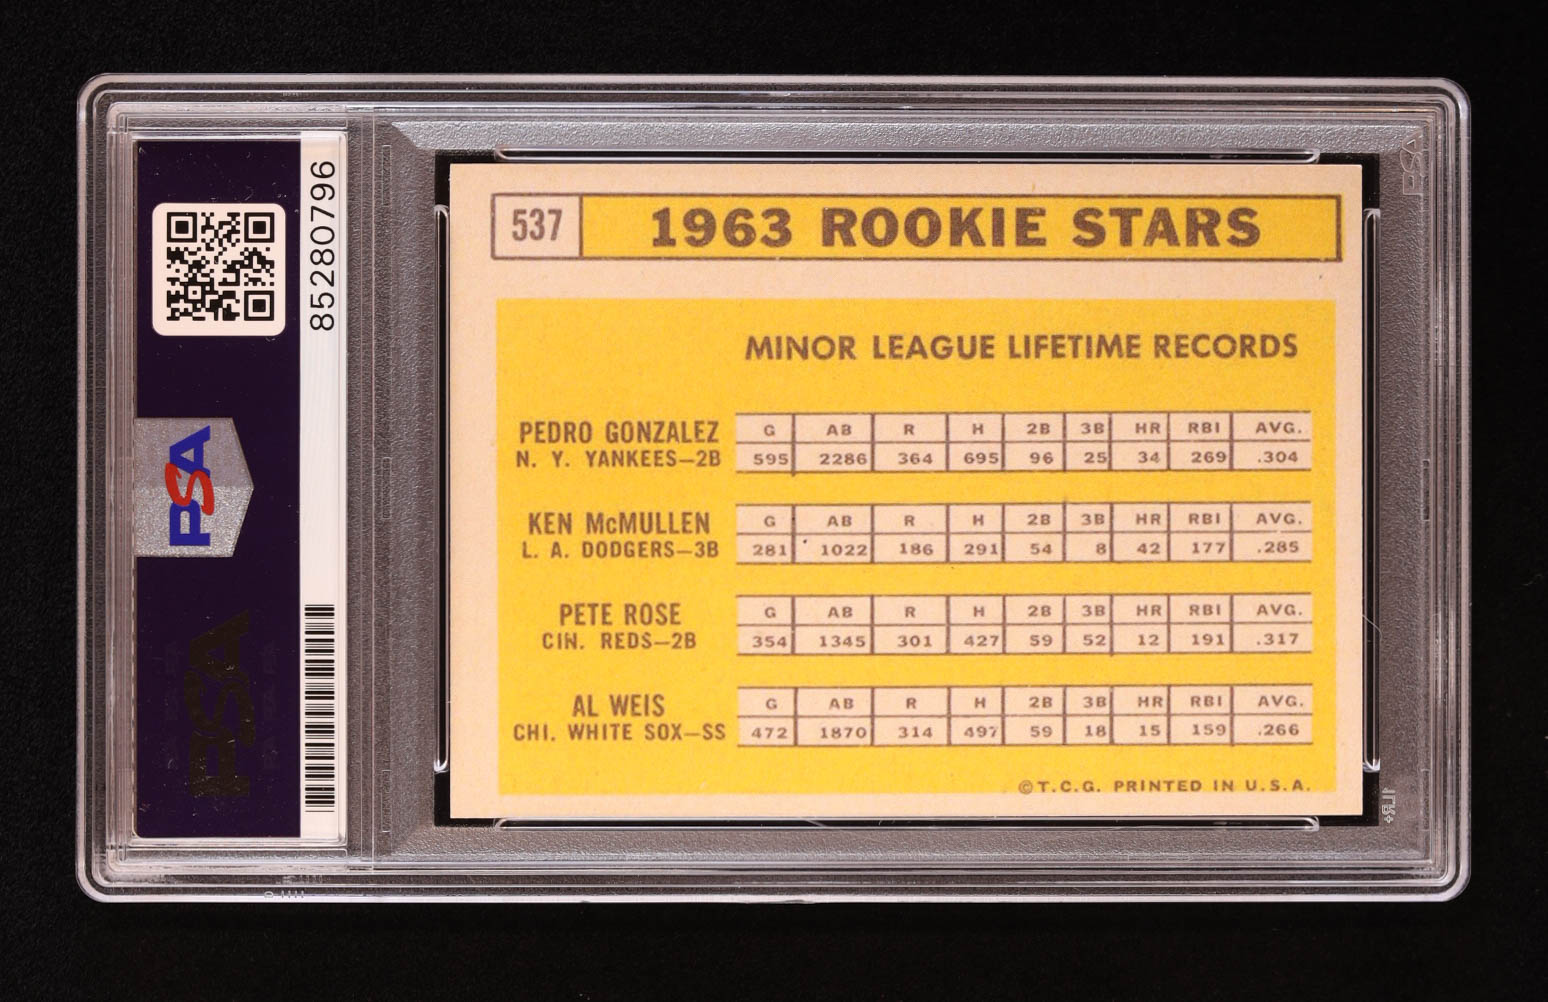 85280796
PSA
PSA
537
1963 ROOKIE STARS
MINOR LEAGUE LIFETIME RECORDS
PEDRO GONZALEZ
N. Y. YANKEES—2B
G AB R H 2B 3B HR RBI AVG.
595 2286 364 695 96 25 34 269 .304
KEN McMULLEN
L. A. DODGERS—3B
G AB R H 2B 3B HR RBI AVG.
281 1022 186 291 54 8 42 177 .285
PETE ROSE
CIN. REDS—2B
G AB R H 2B 3B HR RBI AVG.
354 1345 301 427 59 52 12 191 .317
AL WEIS
CHI. WHITE SOX—SS
G AB R H 2B 3B HR RBI AVG.
472 1870 314 497 59 18 15 159 .266
©T.C.G. PRINTED IN U.S.A.
PSA